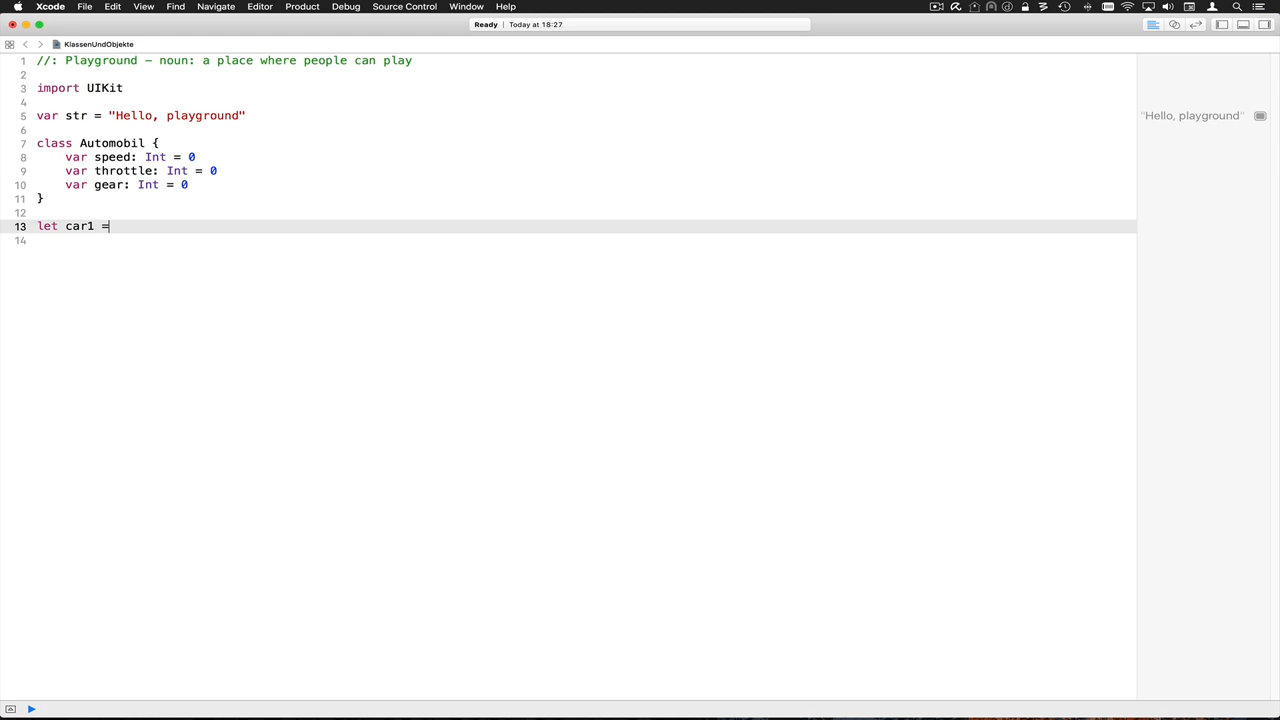 Xcode File Edit View Find Navigate Editor Product Debug Source Control Window Help
Ready | Today at 18:27
KlassenUndObjekte
1 //: Playground - noun: a place where people can play
2
3 import UIKit
4
5 var str = "Hello, playground" "Hello, playground"
6
7 class Automobil {
8 var speed: Int = 0
9 var throttle: Int = 0
10 var gear: Int = 0
11 }
12
13 let car1 =
14